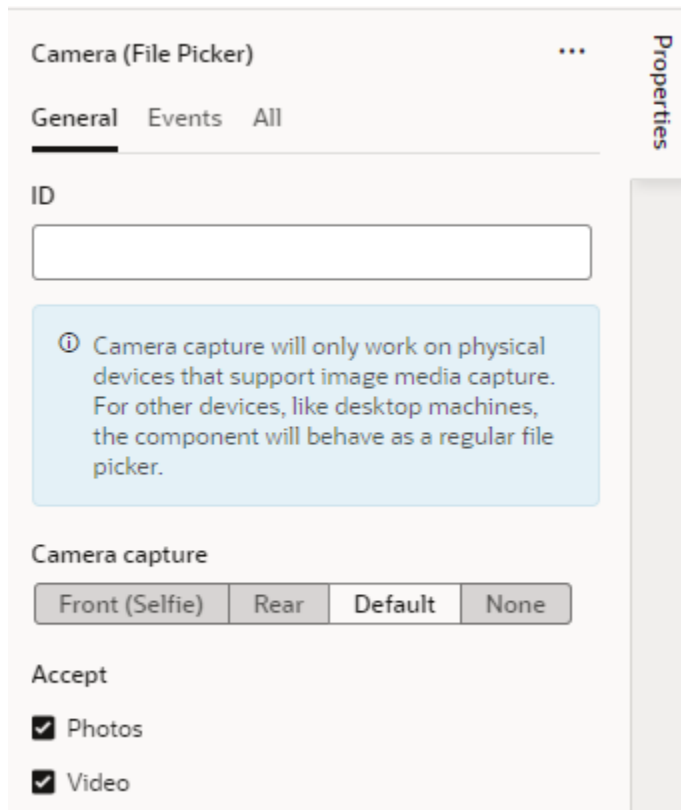 Camera (File Picker)
Properties
General Events All
ID
Camera capture will only work on physical
devices that support image media capture.
For other devices, like desktop machines,
the component will behave as a regular file
picker.
Camera capture
Front (Selfie) Rear Default None
Accept
Photos
Video